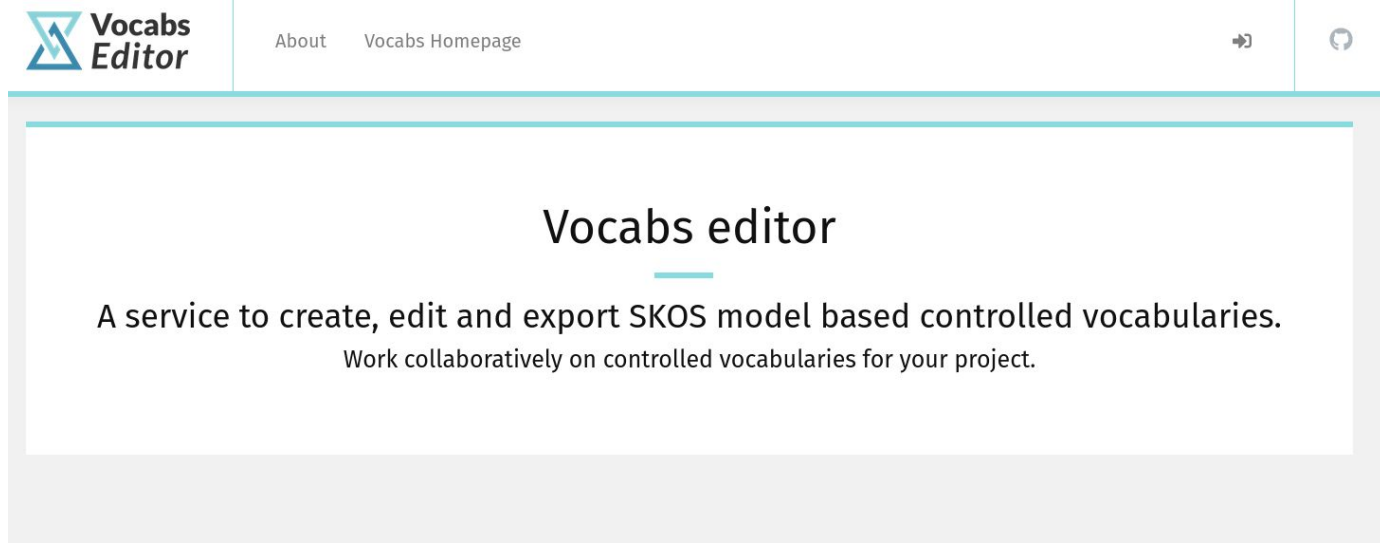 Vocabs
Editor
About
Vocabs Homepage
Vocabs editor
A service to create, edit and export SKOS model based controlled vocabularies.
Work collaboratively on controlled vocabularies for your project.